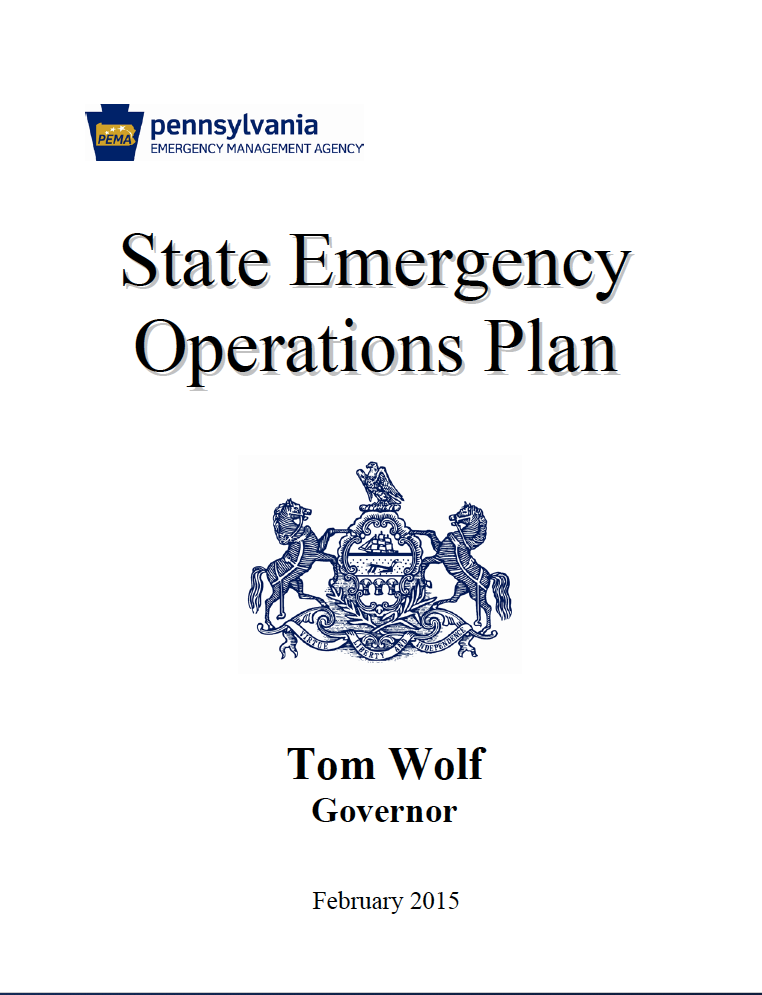 PEMA
pennsylvania
EMERGENCY MANAGEMENT AGENCY
State Emergency
Operations Plan
VIRTUE LIBERTY AND INDEPENDENCE
Tom Wolf
Governor
February 2015